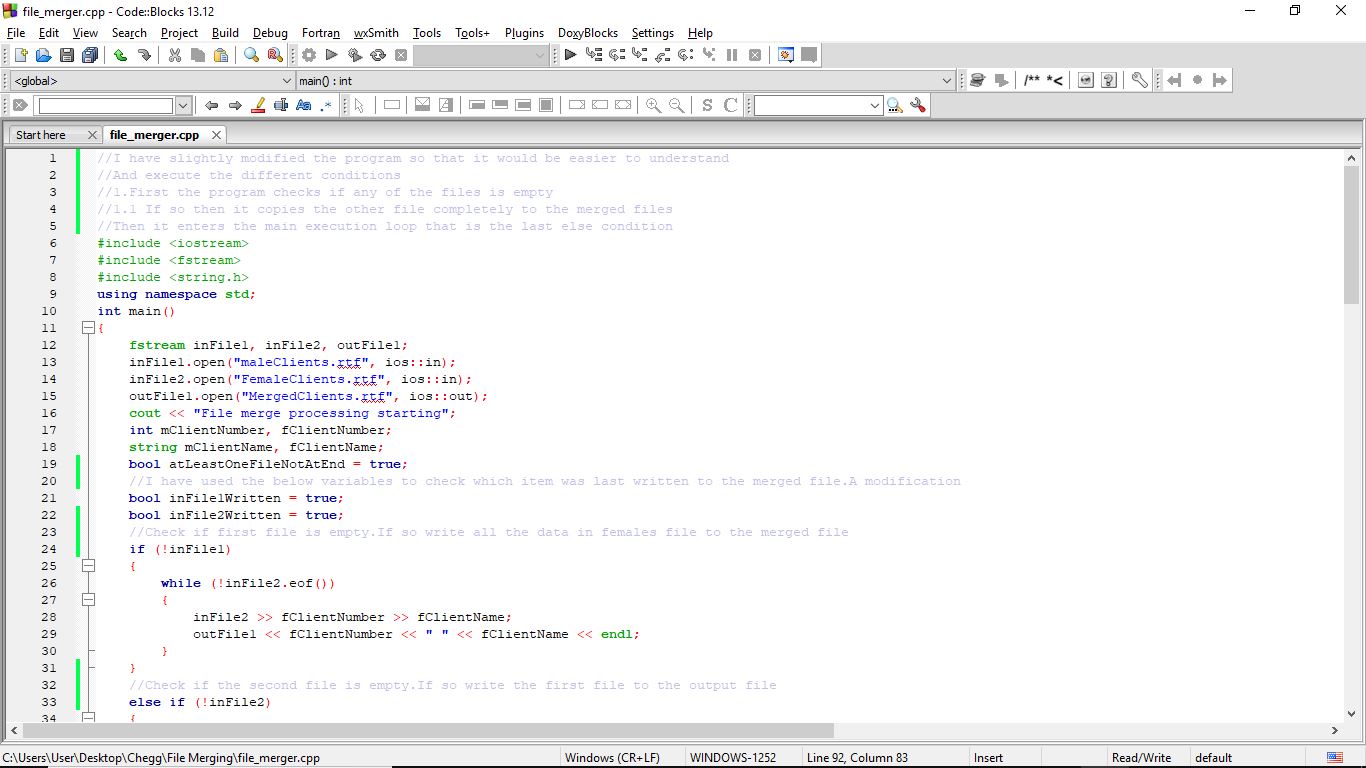 file_merger.cpp - Code::Blocks 13.12
File Edit View Search Project Build Debug Fortran wxSmith Tools Tools+ Plugins DoxyBlocks Settings Help
<global> main() : int
/** *<
Aa .*
S C
Start here file_merger.cpp
1 //I have slightly modified the program so that it would be easier to understand
2 //And execute the different conditions
3 //1.First the program checks if any of the files is empty
4 //1.1 If so then it copies the other file completely to the merged files
5 //Then it enters the main execution loop that is the last else condition
6 #include <iostream>
7 #include <fstream>
8 #include <string.h>
9 using namespace std;
10 int main()
11 {
12 fstream inFile1, inFile2, outFile1;
13 inFile1.open("maleClients.rtf", ios::in);
14 inFile2.open("FemaleClients.rtf", ios::in);
15 outFile1.open("MergedClients.rtf", ios::out);
16 cout << "File merge processing starting";
17 int mClientNumber, fClientNumber;
18 string mClientName, fClientName;
19 bool atLeastOneFileNotAtEnd = true;
20 //I have used the below variables to check which item was last written to the merged file.A modification
21 bool inFile1Written = true;
22 bool inFile2Written = true;
23 //Check if first file is empty.If so write all the data in females file to the merged file
24 if (!inFile1)
25 {
26 while (!inFile2.eof())
27 {
28 inFile2 >> fClientNumber >> fClientName;
29 outFile1 << fClientNumber << " " << fClientName << endl;
30 }
31 }
32 //Check if the second file is empty.If so write the first file to the output file
33 else if (!inFile2)
34 {
C:\Users\User\Desktop\Chegg\File Merging\file_merger.cpp Windows (CR+LF) WINDOWS-1252 Line 92, Column 83 Insert Read/Write default